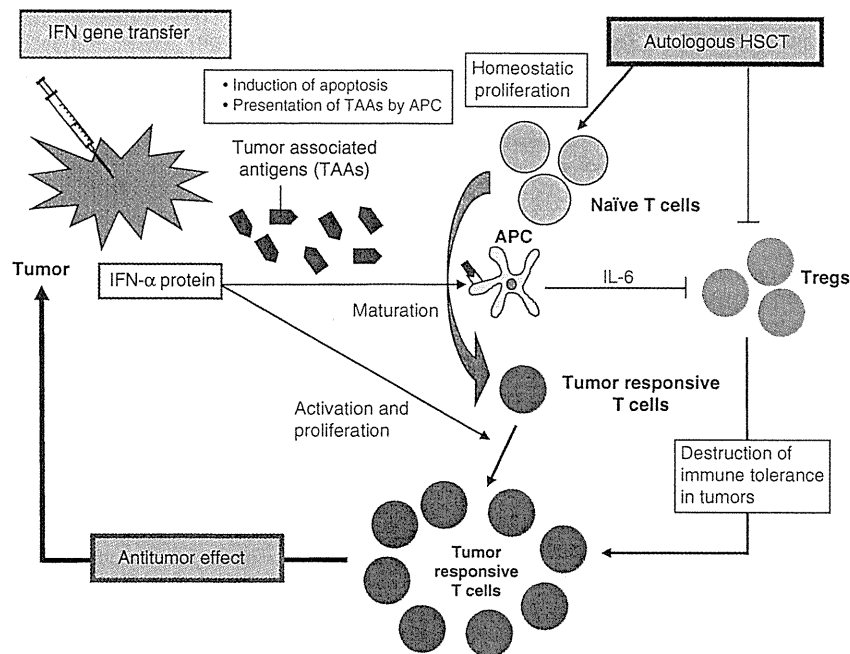 IFN gene transfer
Autologous HSCT
• Induction of apoptosis
• Presentation of TAAs by APC
Homeostatic
proliferation
Tumor associated
antigens (TAAs)
Naïve T cells
APC
Tumor
IFN-α protein
Maturation
IL-6
Tregs
Tumor responsive
T cells
Activation and
proliferation
Destruction of
immune tolerance
in tumors
Antitumor effect
Tumor
responsive
T cells